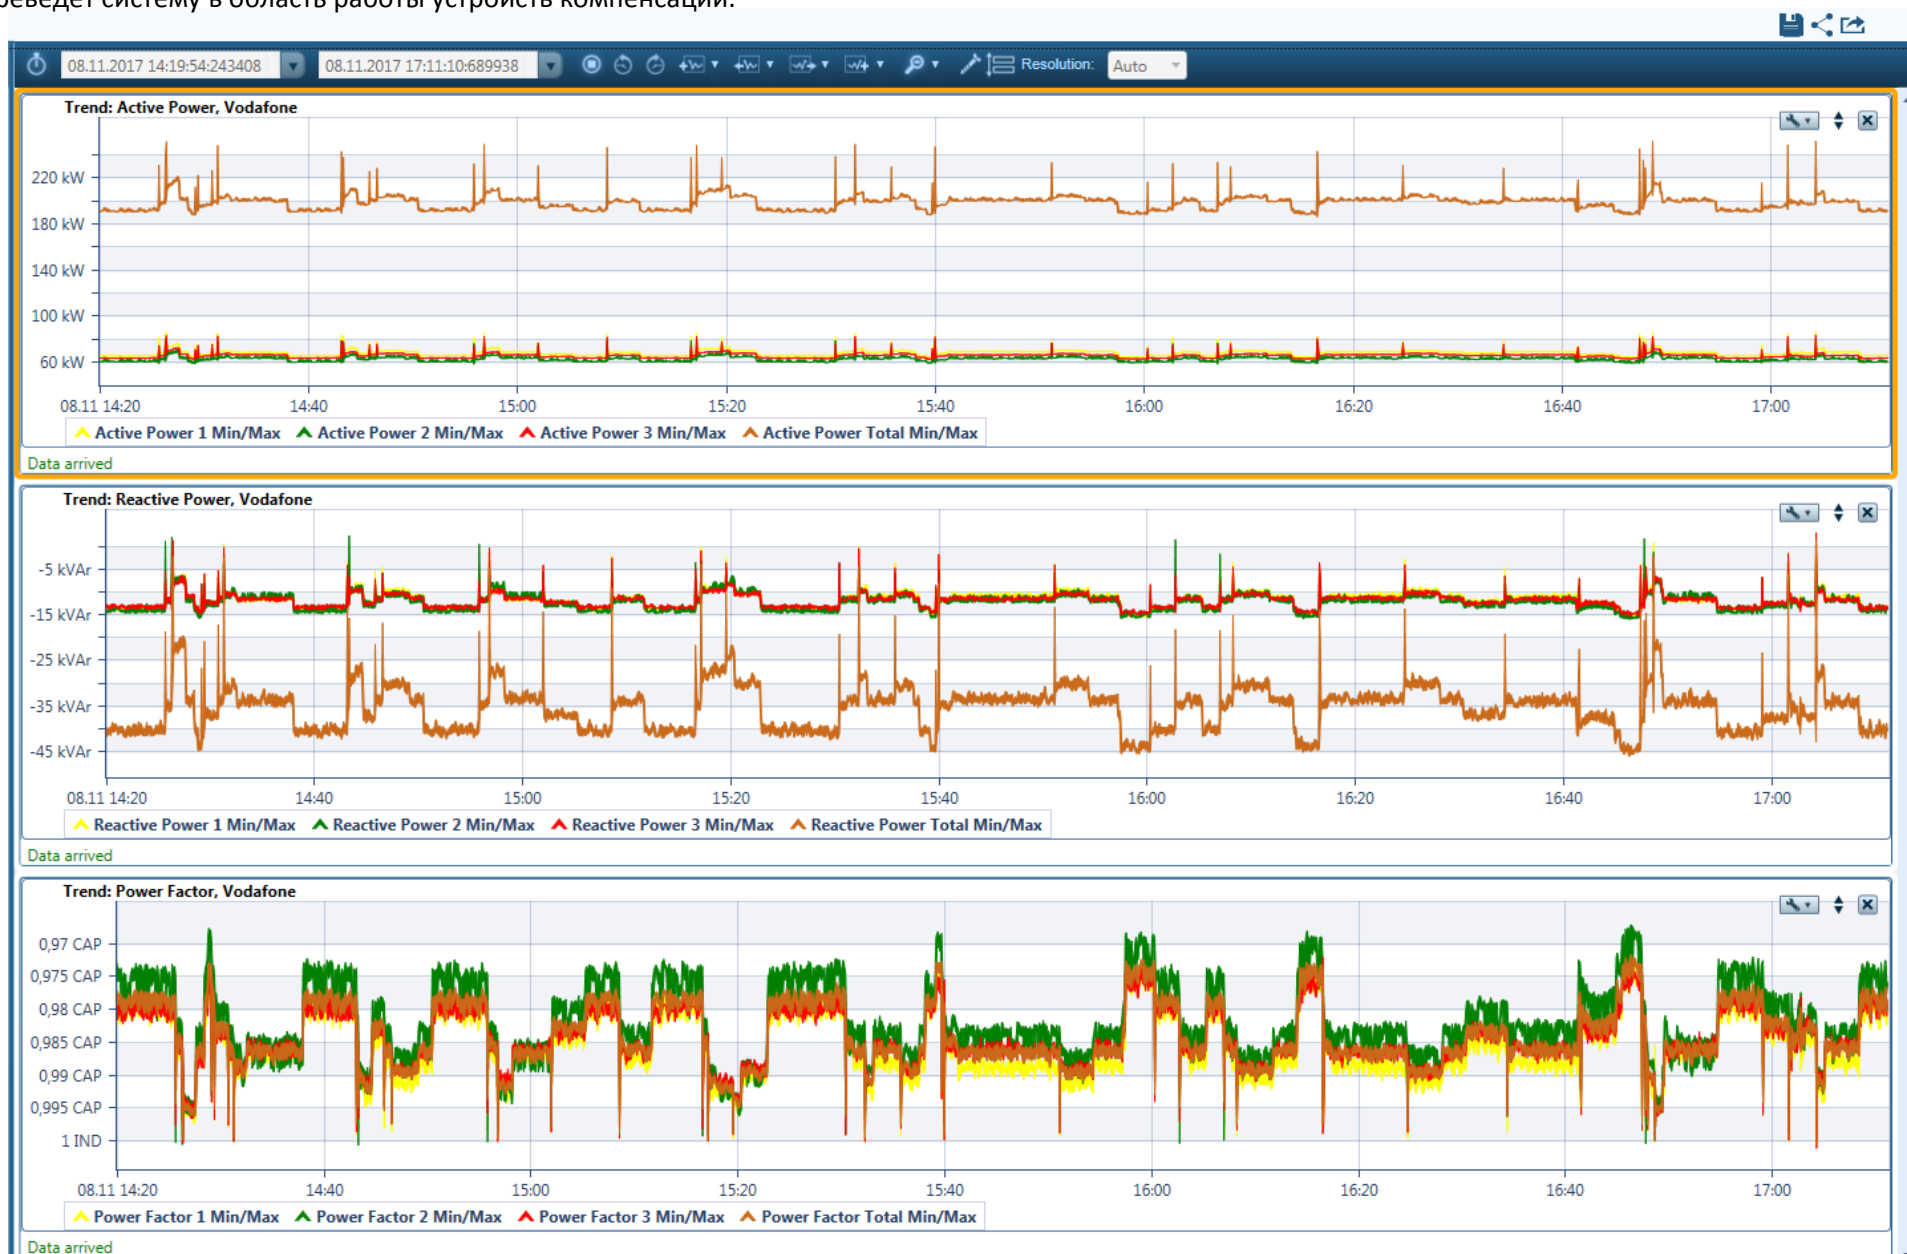 реведет систему в область работы устройств компенсации.
08.11.2017 14:19:54:243408 08.11.2017 17:11:10:689938 Resolution: Auto
Trend: Active Power, Vodafone
220 kW
180 kW
140 kW
100 kW
60 kW
08.11 14:20 14:40 15:00 15:20 15:40 16:00 16:20 16:40 17:00
Active Power 1 Min/Max Active Power 2 Min/Max Active Power 3 Min/Max Active Power Total Min/Max
Data arrived
Trend: Reactive Power, Vodafone
-5 kVAr
-15 kVAr
-25 kVAr
-35 kVAr
-45 kVAr
08.11 14:20 14:40 15:00 15:20 15:40 16:00 16:20 16:40 17:00
Reactive Power 1 Min/Max Reactive Power 2 Min/Max Reactive Power 3 Min/Max Reactive Power Total Min/Max
Data arrived
Trend: Power Factor, Vodafone
0,97 CAP
0,975 CAP
0,98 CAP
0,985 CAP
0,99 CAP
0,995 CAP
1 IND
08.11 14:20 14:40 15:00 15:20 15:40 16:00 16:20 16:40 17:00
Power Factor 1 Min/Max Power Factor 2 Min/Max Power Factor 3 Min/Max Power Factor Total Min/Max
Data arrived